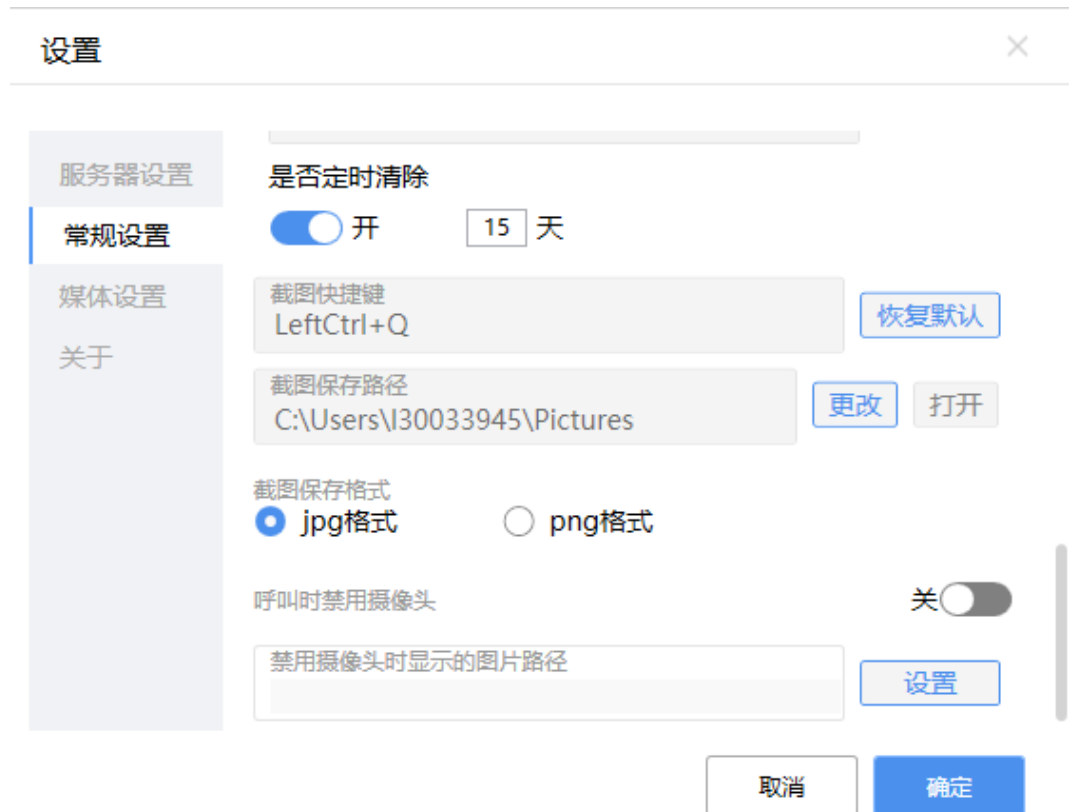 设置
服务器设置
常规设置
媒体设置
关于
是否定时清除
开 15 天
截图快捷键
LeftCtrl+Q
恢复默认
截图保存路径
C:\Users\l30033945\Pictures
更改
打开
截图保存格式
jpg格式 png格式
呼叫时禁用摄像头
关
禁用摄像头时显示的图片路径
设置
取消
确定